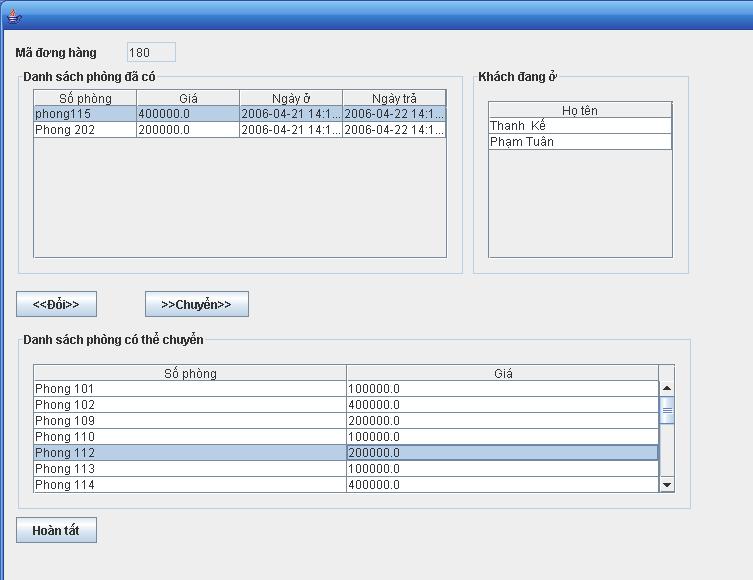 Mã đơng hàng 180
Danh sách phòng đã có
Số phòng Giá Ngày ở Ngày trả
phong115 400000.0 2006-04-21 14:1... 2006-04-22 14:1...
Phong 202 200000.0 2006-04-21 14:1... 2006-04-22 14:1...
Khách đang ở
Họ tên
Thanh Kế
Phạm Tuân
<<Đổi>> >>Chuyển>>
Danh sách phòng có thể chuyển
Số phòng Giá
Phong 101 100000.0
Phong 102 400000.0
Phong 109 200000.0
Phong 110 100000.0
Phong 112 200000.0
Phong 113 100000.0
Phong 114 400000.0
Hoàn tất